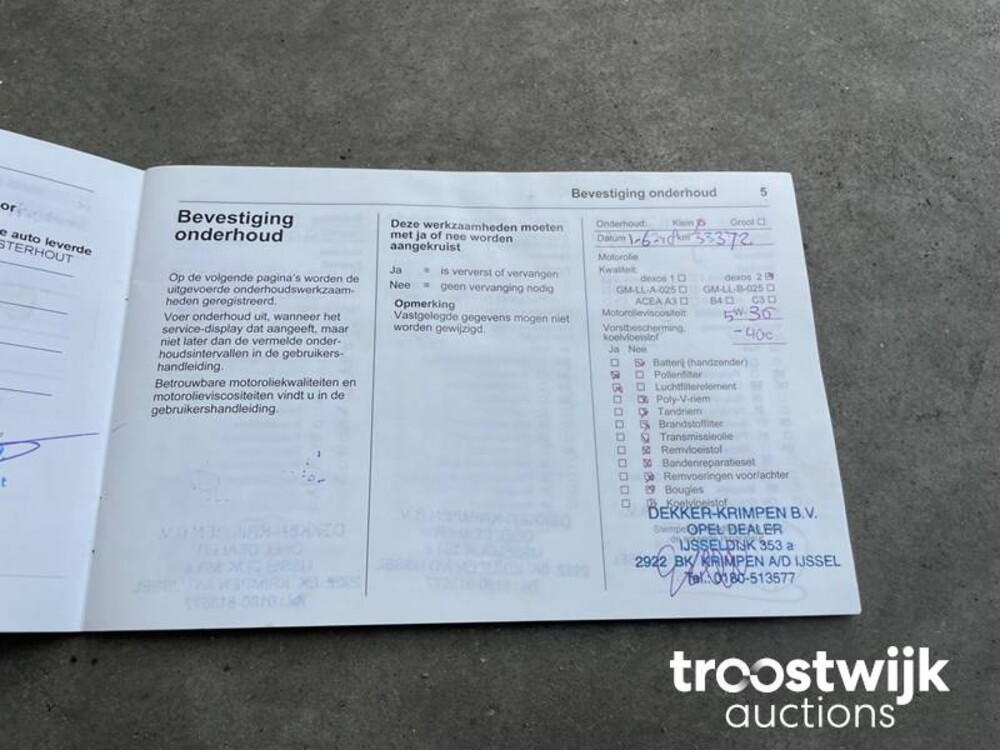 or
e auto leverde
STERHOUT
Bevestiging onderhoud 5
Bevestiging
onderhoud
Op de volgende pagina's worden de
uitgevoerde onderhoudswerkzaam-
heden geregistreerd.
Voer onderhoud uit, wanneer het
service-display dat aangeeft, maar
niet later dan de vermelde onder-
houdsintervallen in de gebruikers-
handleiding.
Betrouwbare motoroliekwaliteiten en
motorolieviscositeiten vindt u in de
gebruikershandleiding.
Deze werkzaamheden moeten
met ja of nee worden
aangekruist
Ja = is ververst of vervangen
Nee = geen vervanging nodig
Opmerking
Vastgelegde gegevens mogen niet
worden gewijzigd.
Onderhoud: Klein Groot
Datum km 33372
Motorolie
Kwaliteit:
dexos 1 dexos 2
GM-LL-A-025 GM-LL-B-025
ACEA A3 B4 C3
Motorolieviscositeit: 5W-30
Vorstbescherming, -40c
koelvloeistof
Ja Nee
Batterij (handzender)
Pollenfilter
Luchtfilterelement
Poly-V-riem
Tandriem
Brandstoffilter
Transmissieolie
Remvloeistof
Bandenreparatieset
Remvoeringen voor/achter
Bougies
Koelvloeistof
DEKKER-KRIMPEN B.V.
OPEL DEALER
IJSSELDIJK 353 a
2922 BK KRIMPEN A/D IJSSEL
Tel.: 0180-513577
troostwijk
auctions